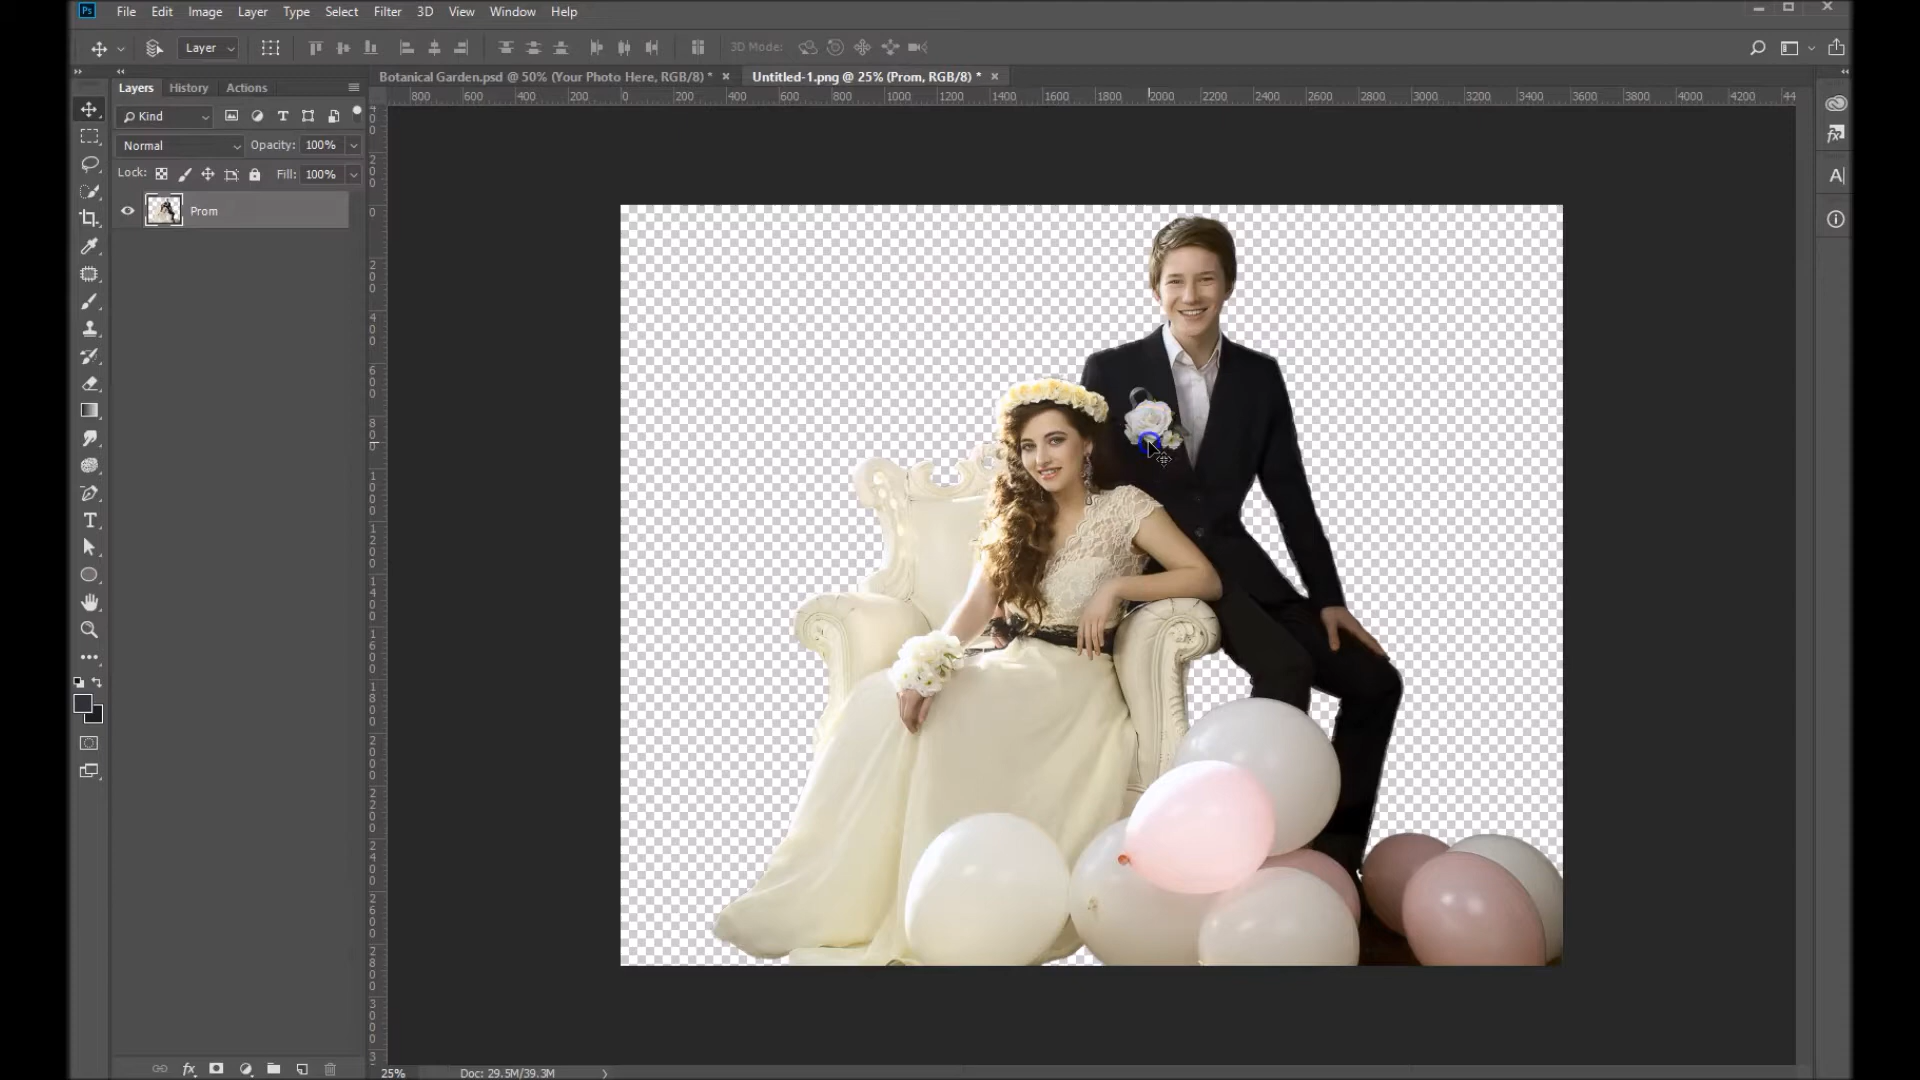 Ps File Edit Image Layer Type Select Filter 3D View Window Help
Layer 3D Mode:
Botanical Garden.psd @ 50% (Your Photo Here, RGB/8) * × Untitled-1.png @ 25% (Prom, RGB/8) * ×
Layers History Actions
800 600 400 200 0 200 400 600 800 1000 1200 1400 1600 1800 2000 2200 2400 2600 2800 3000 3200 3400 3600 3800 4000 4200 44
Kind
Normal Opacity: 100%
Lock: Fill: 100%
Prom
fx
A|
T
fx
25% Doc: 29.5M/39.3M